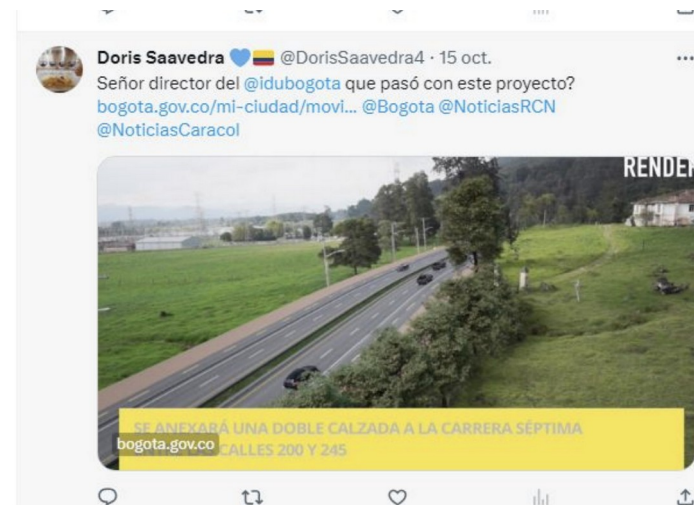 Doris Saavedra 💙🇨🇴 @DorisSaavedra4 · 15 oct.
Señor director del @idubogota que pasó con este proyecto?
bogota.gov.co/mi-ciudad/movi... @Bogota @NoticiasRCN
@NoticiasCaracol
RENDER
SE ANEXARÁ UNA DOBLE CALZADA A LA CARRERA SÉPTIMA
CALLES 200 Y 245
bogota.gov.co